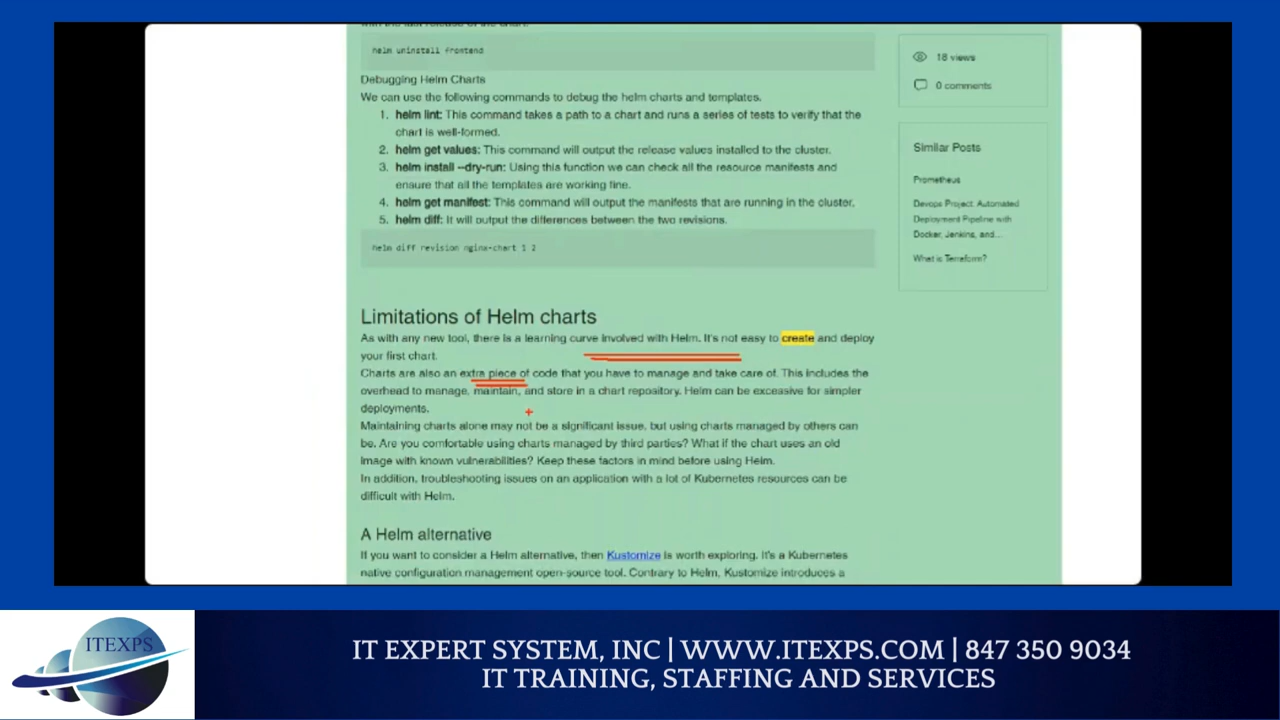 helm uninstall frontend
Debugging Helm Charts
We can use the following commands to debug the helm charts and templates.
1. helm lint: This command takes a path to a chart and runs a series of tests to verify that the
chart is well-formed.
2. helm get values: This command will output the release values installed to the cluster.
3. helm install --dry-run: Using this function we can check all the resource manifests and
ensure that all the templates are working fine.
4. helm get manifest: This command will output the manifests that are running in the cluster.
5. helm diff: It will output the differences between the two revisions.
helm diff revision nginx-chart 1 2
Limitations of Helm charts
As with any new tool, there is a learning curve involved with Helm. It's not easy to create and deploy
your first chart.
Charts are also an extra piece of code that you have to manage and take care of. This includes the
overhead to manage, maintain, and store in a chart repository. Helm can be excessive for simpler
deployments.
Maintaining charts alone may not be a significant issue, but using charts managed by others can
be. Are you comfortable using charts managed by third parties? What if the chart uses an old
image with known vulnerabilities? Keep these factors in mind before using Helm.
In addition, troubleshooting issues on an application with a lot of Kubernetes resources can be
difficult with Helm.
A Helm alternative
If you want to consider a Helm alternative, then Kustomize is worth exploring. It's a Kubernetes
native configuration management open-source tool. Contrary to Helm, Kustomize introduces a
18 views
0 comments
Similar Posts
Prometheus
Devops Project: Automated
Deployment Pipeline with
Docker, Jenkins, and...
What is Terraform?
ITEXPS
IT EXPERT SYSTEM, INC | WWW.ITEXPS.COM | 847 350 9034
IT TRAINING, STAFFING AND SERVICES